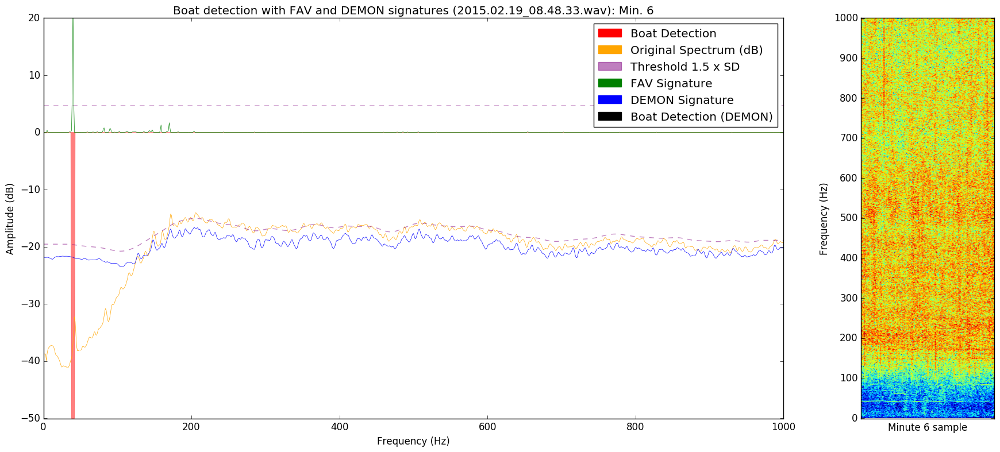 Boat detection with FAV and DEMON signatures (2015.02.19_08.48.33.wav): Min. 6
Boat Detection
Original Spectrum (dB)
Threshold 1.5 x SD
FAV Signature
DEMON Signature
Boat Detection (DEMON)
Amplitude (dB)
20
10
0
−10
−20
−30
−40
−50
0
200
400
600
800
1000
Frequency (Hz)
Frequency (Hz)
1000
900
800
700
600
500
400
300
200
100
0
Minute 6 sample